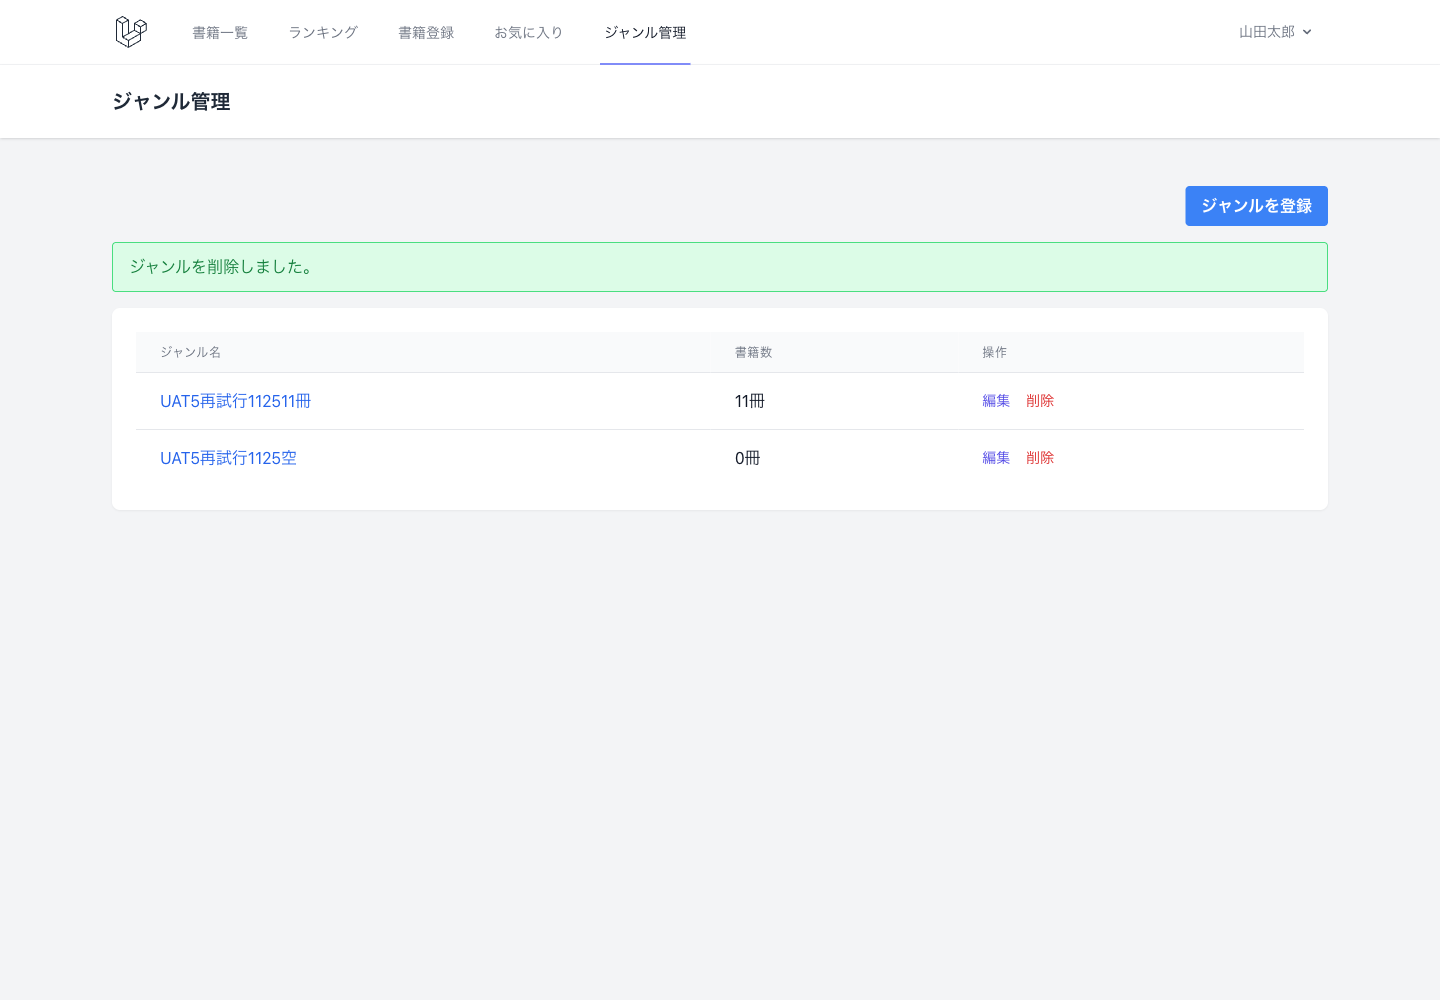 書籍一覧 ランキング 書籍登録 お気に入り ジャンル管理 山田太郎
ジャンル管理
ジャンルを登録
ジャンルを削除しました。
ジャンル名 書籍数 操作
UAT5再試行112511冊 11冊 編集 削除
UAT5再試行1125空 0冊 編集 削除